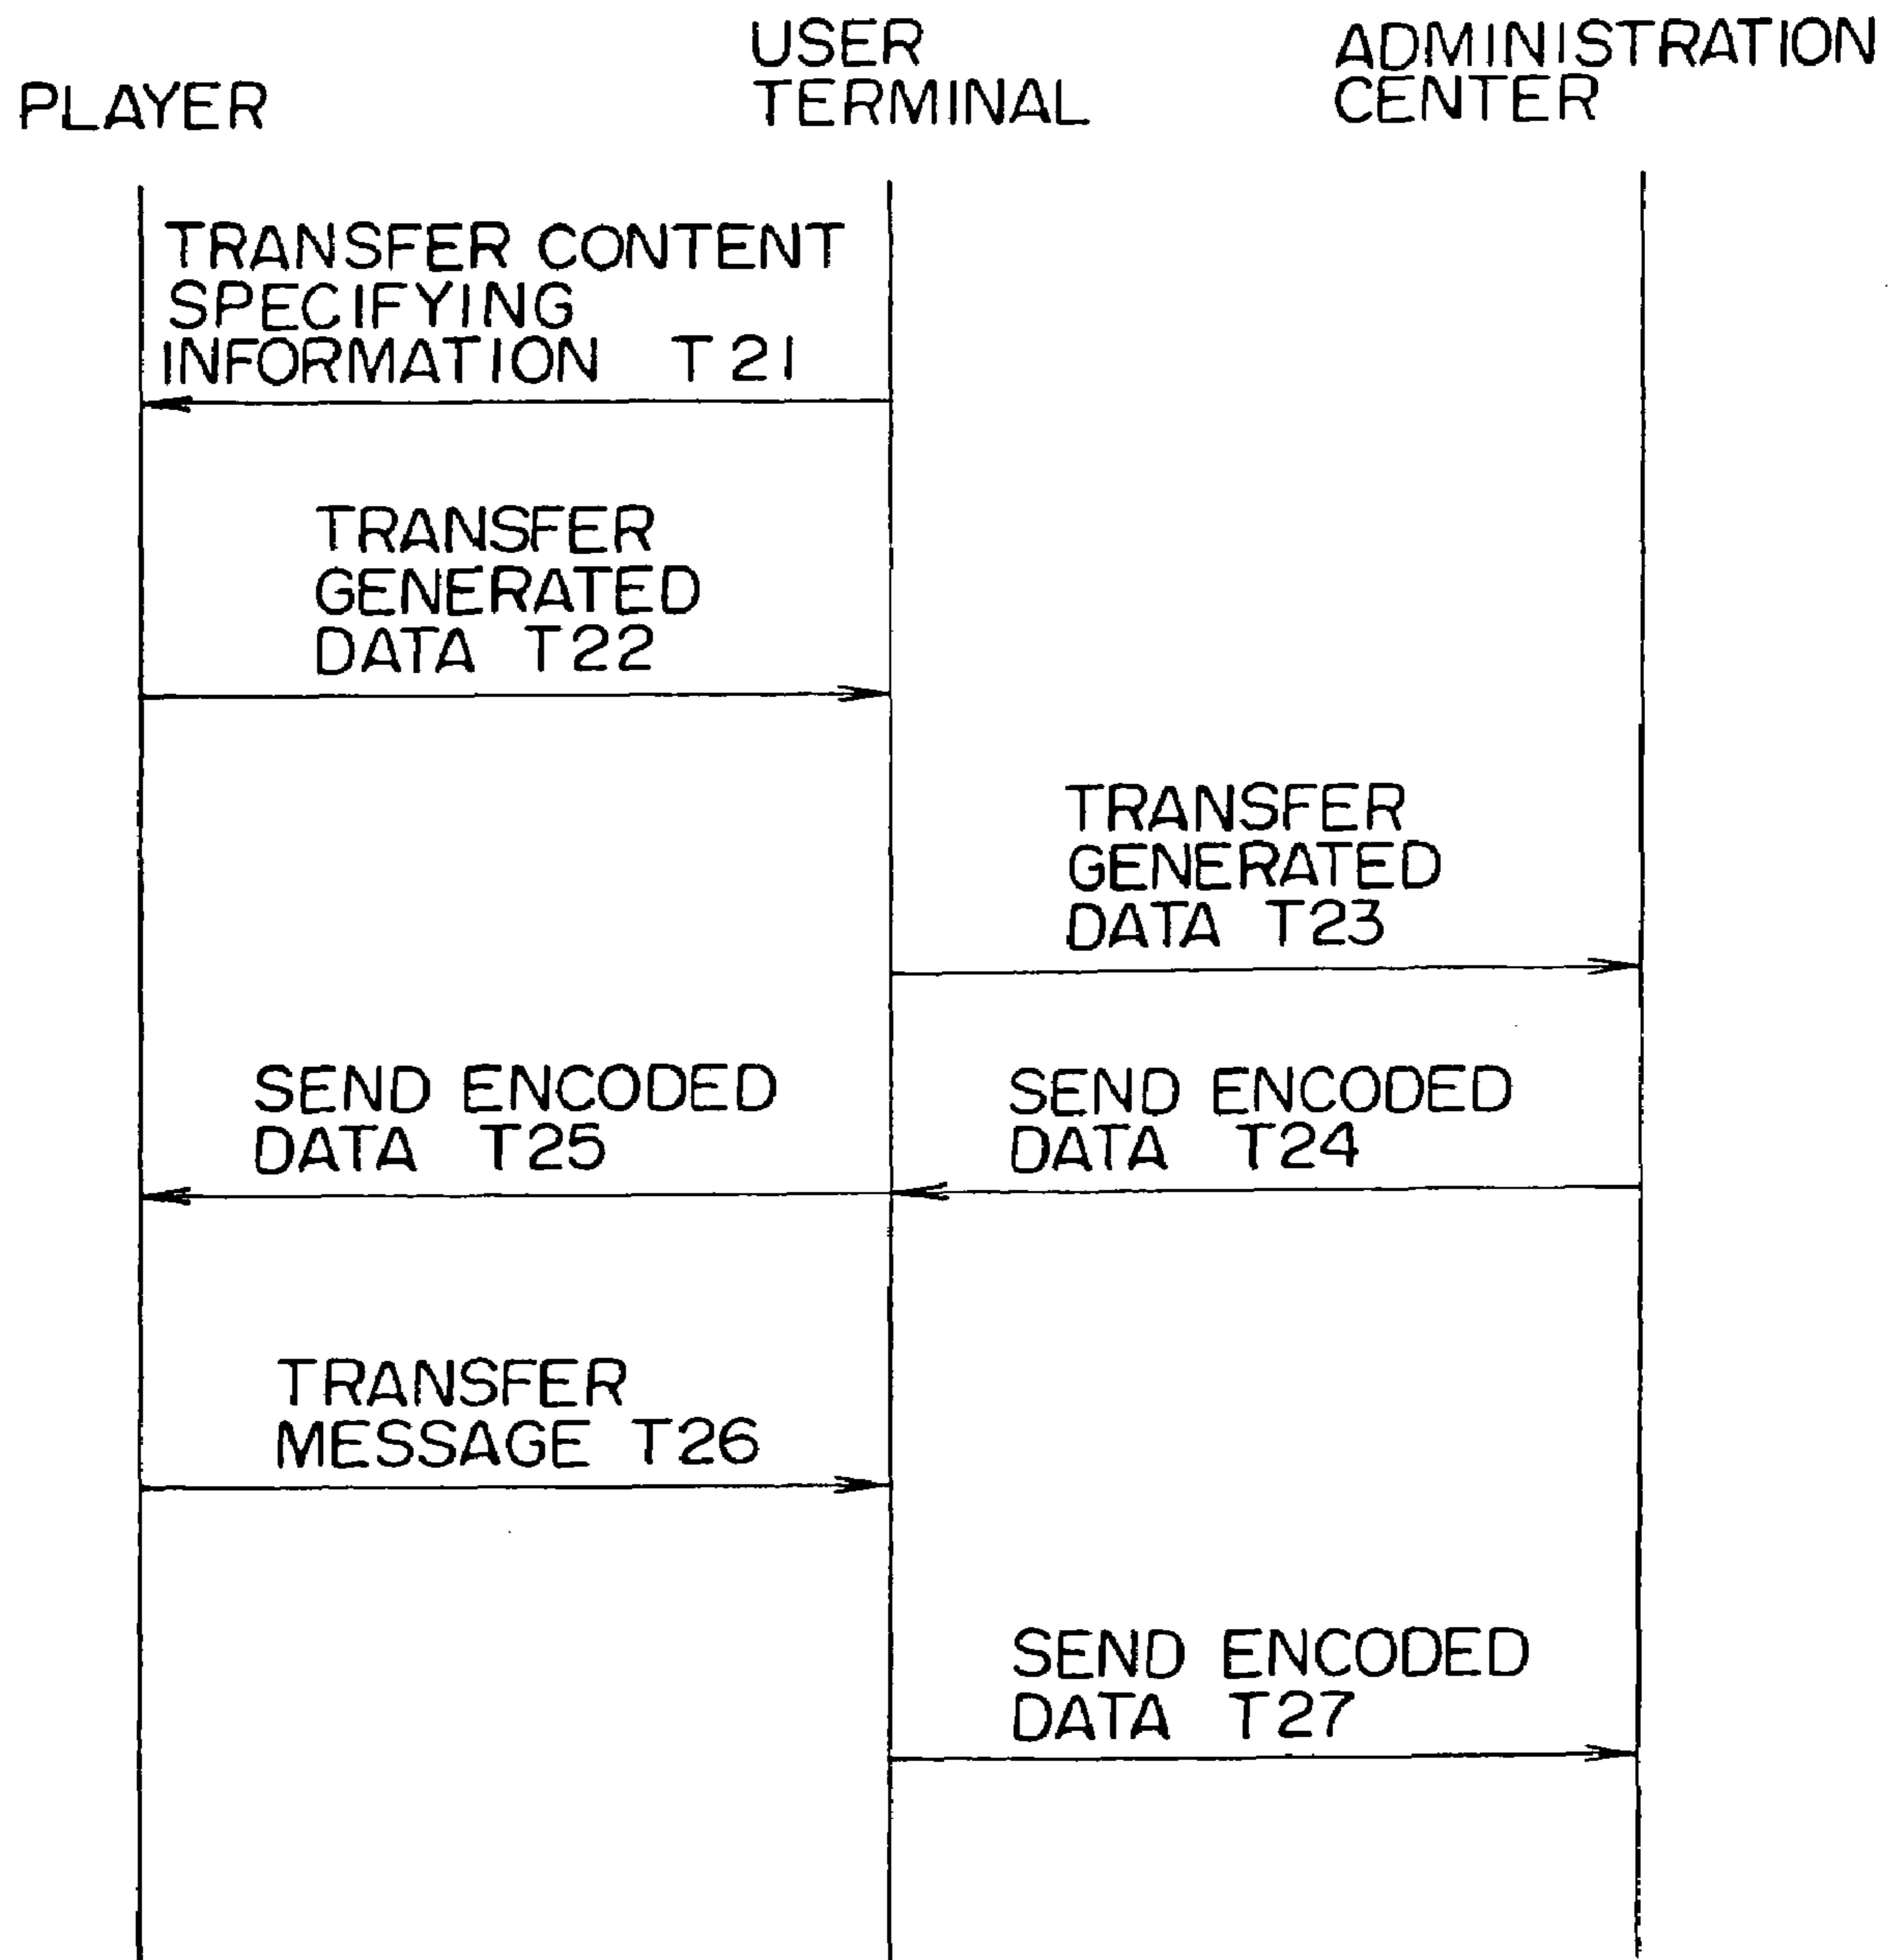 PLAYER
USER
TERMINAL
ADMINISTRATION
CENTER
TRANSFER CONTENT
SPECIFYING
INFORMATION T21
TRANSFER
GENERATED
DATA T22
TRANSFER
GENERATED
DATA T23
SEND ENCODED
DATA T25
SEND ENCODED
DATA T24
TRANSFER
MESSAGE T26
SEND ENCODED
DATA T27